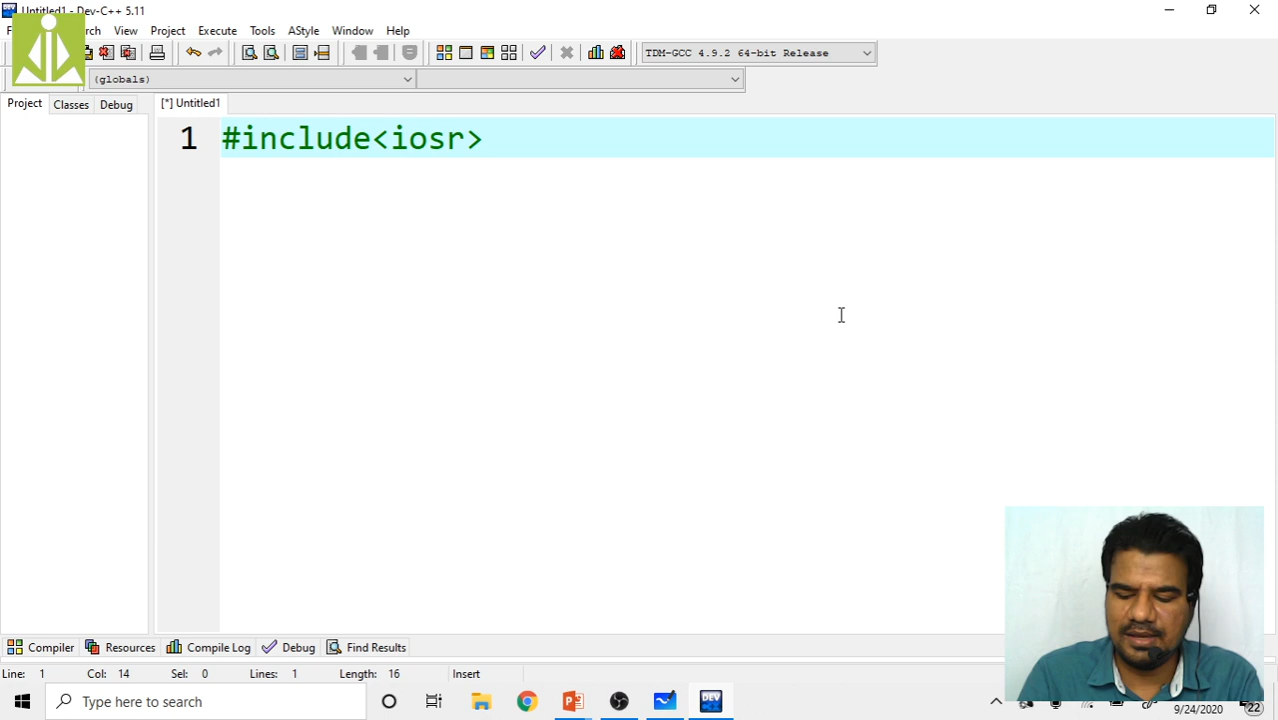 Untitled1 - Dev-C++ 5.11
View Project Execute Tools AStyle Window Help
TDM-GCC 4.9.2 64-bit Release
(globals)
Project Classes Debug [*] Untitled1
1 #include<iosr>
Compiler Resources Compile Log Debug Find Results
Line: 1 Col: 14 Sel: 0 Lines: 1 Length: 16 Insert
Type here to search
DEV
9/24/2020
22